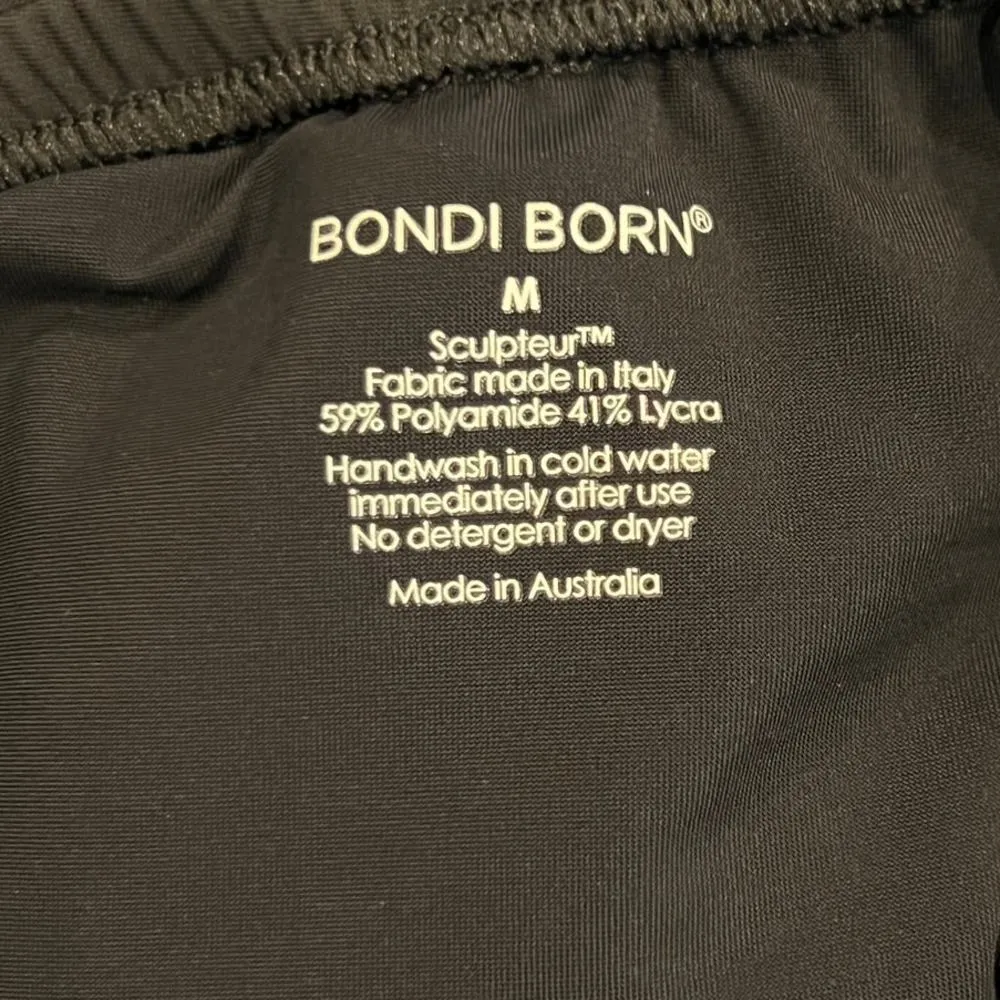 BONDI BORN®
M
Sculpteur™
Fabric made in Italy
59% Polyamide 41% Lycra
Handwash in cold water
immediately after use
No detergent or dryer
Made in Australia